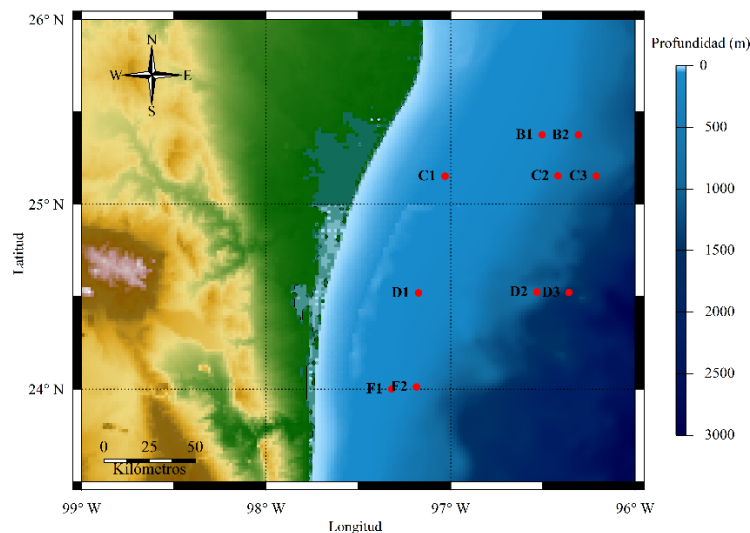 26° N
25° N
24° N
Latitud
N
W E
S
B1 B2
C1 C2 C3
D1 D2 D3
F1 F2
0 25 50
Kilómetros
99° W 98° W 97° W 96° W
Longitud
Profundidad (m)
0
500
1000
1500
2000
2500
3000